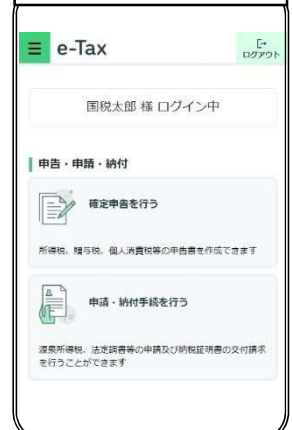 e-Tax
ログアウト
国税太郎 様 ログイン中
申告・申請・納付
確定申告を行う
所得税、贈与税、個人消費税等の申告書を作成できます
申請・納付手続を行う
源泉所得税、法定調書等の申請及び納税証明書の交付請求
を行うことができます